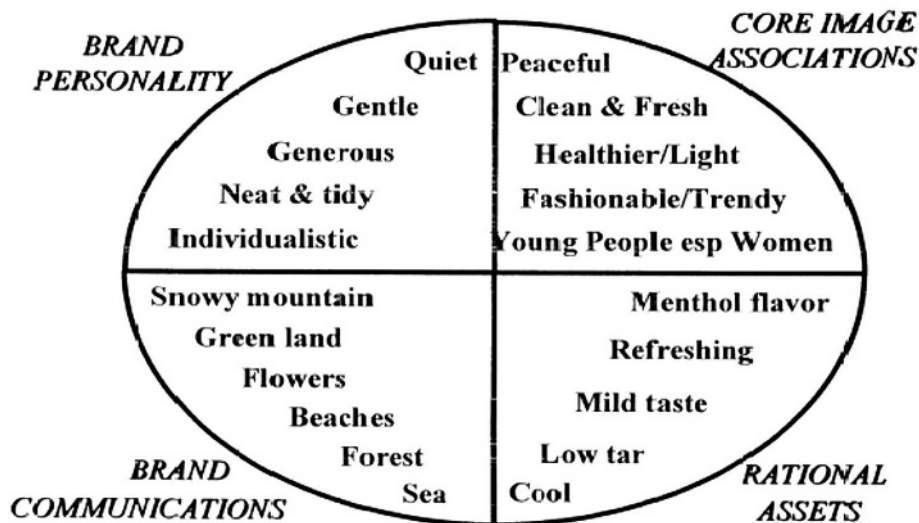 BRAND
PERSONALITY
Quiet
Gentle
Generous
Neat & tidy
Individualistic
CORE IMAGE
ASSOCIATIONS
Peaceful
Clean & Fresh
Healthier/Light
Fashionable/Trendy
Young People esp Women
Snowy mountain
Green land
Flowers
Beaches
Forest
Sea
BRAND
COMMUNICATIONS
Menthol flavor
Refreshing
Mild taste
Low tar
Cool
RATIONAL
ASSETS